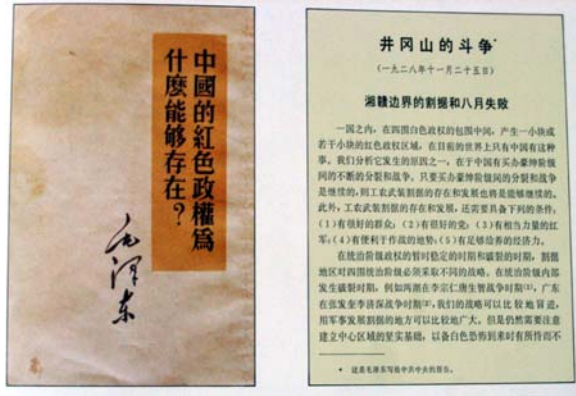 中國的紅色政權爲
什麽能够存在？
毛澤东
井冈山的斗争*
（一九二八年十一月二十五日）
湘赣边界的割据和八月失败
一国之内，在四围白色政权的包围中间，产生一小块或
若干小块的红色政权区域，在目前的世界上只有中国有这种
事。我们分析它发生的原因之一，在于中国有买办豪绅阶级
间的不断的分裂和战争。只要买办豪绅阶级间的分裂和战争
是继续的，则工农武装割据的存在和发展也将是能够继续的。
此外，工农武装割据的存在和发展，还需要具备下列的条件：
（1）有很好的群众；（2）有很好的党；（3）有相当力量的红
军；（4）有便利于作战的地势；（5）有足够给养的经济力。
在统治阶级政权的暂时稳定的时期和破裂的时期，割据
地区对四围统治阶级必须采取不同的战略。在统治阶级内部
发生破裂时期，例如两湖在李宗仁唐生智战争时期〔1〕，广东
在张发奎李济深战争时期〔2〕，我们的战略可以比较地冒进，
用军事发展割据的地方可以比较地广大。但是仍然需要注意
建立中心区域的坚实基础，以备白色恐怖到来时有所恃而不
* 这是毛泽东写给中共中央的报告。